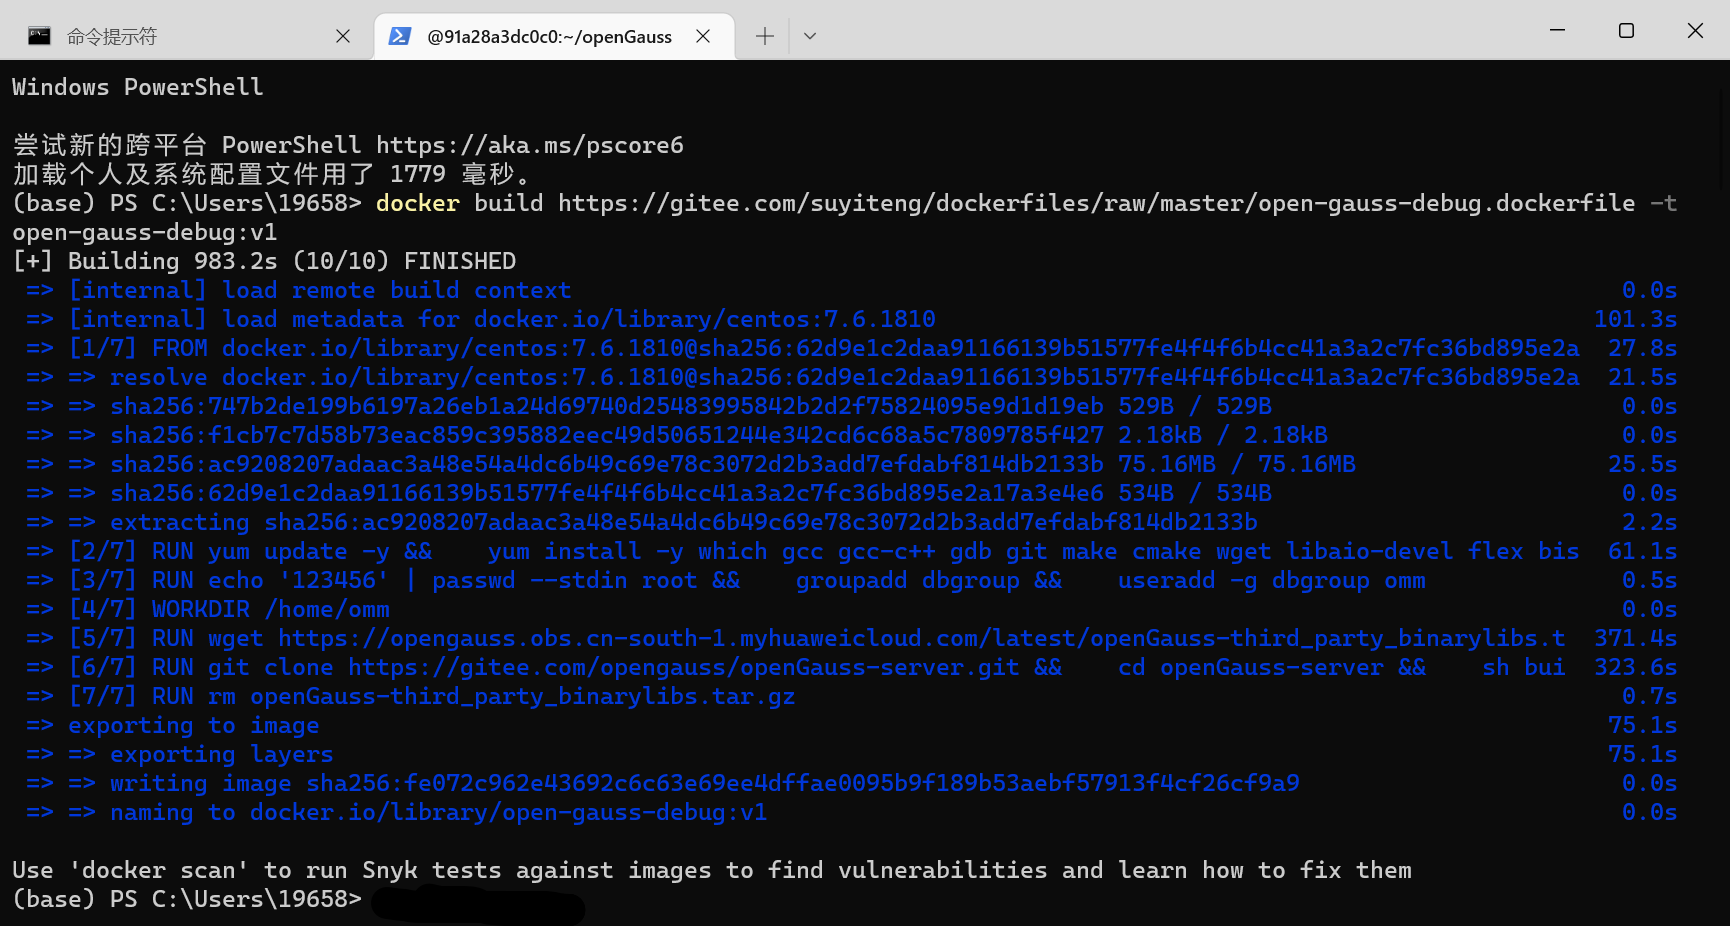 命令提示符
@91a28a3dc0c0:~/openGauss
Windows PowerShell
尝试新的跨平台 PowerShell https://aka.ms/pscore6
加载个人及系统配置文件用了 1779 毫秒。
(base) PS C:\Users\19658> docker build https://gitee.com/suyiteng/dockerfiles/raw/master/open-gauss-debug.dockerfile -t
open-gauss-debug:v1
[+] Building 983.2s (10/10) FINISHED
=> [internal] load remote build context 0.0s
=> [internal] load metadata for docker.io/library/centos:7.6.1810 101.3s
=> [1/7] FROM docker.io/library/centos:7.6.1810@sha256:62d9e1c2daa91166139b51577fe4f4f6b4cc41a3a2c7fc36bd895e2a 27.8s
=> => resolve docker.io/library/centos:7.6.1810@sha256:62d9e1c2daa91166139b51577fe4f4f6b4cc41a3a2c7fc36bd895e2a 21.5s
=> => sha256:747b2de199b6197a26eb1a24d69740d25483995842b2d2f75824095e9d1d19eb 529B / 529B 0.0s
=> => sha256:f1cb7c7d58b73eac859c395882eec49d50651244e342cd6c68a5c7809785f427 2.18kB / 2.18kB 0.0s
=> => sha256:ac9208207adaac3a48e54a4dc6b49c69e78c3072d2b3add7efdabf814db2133b 75.16MB / 75.16MB 25.5s
=> => sha256:62d9e1c2daa91166139b51577fe4f4f6b4cc41a3a2c7fc36bd895e2a17a3e4e6 534B / 534B 0.0s
=> => extracting sha256:ac9208207adaac3a48e54a4dc6b49c69e78c3072d2b3add7efdabf814db2133b 2.2s
=> [2/7] RUN yum update -y &&    yum install -y which gcc gcc-c++ gdb git make cmake wget libaio-devel flex bis 61.1s
=> [3/7] RUN echo '123456' | passwd --stdin root &&    groupadd dbgroup &&    useradd -g dbgroup omm 0.5s
=> [4/7] WORKDIR /home/omm 0.0s
=> [5/7] RUN wget https://opengauss.obs.cn-south-1.myhuaweicloud.com/latest/openGauss-third_party_binarylibs.t 371.4s
=> [6/7] RUN git clone https://gitee.com/opengauss/openGauss-server.git &&    cd openGauss-server &&    sh bui 323.6s
=> [7/7] RUN rm openGauss-third_party_binarylibs.tar.gz 0.7s
=> exporting to image 75.1s
=> => exporting layers 75.1s
=> => writing image sha256:fe072c962e43692c6c63e69ee4dffae0095b9f189b53aebf57913f4cf26cf9a9 0.0s
=> => naming to docker.io/library/open-gauss-debug:v1 0.0s
Use 'docker scan' to run Snyk tests against images to find vulnerabilities and learn how to fix them
(base) PS C:\Users\19658>